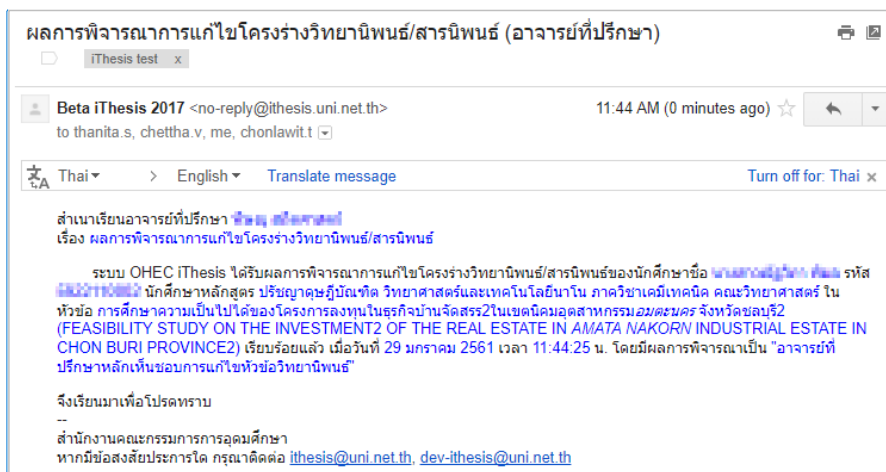 ผลการพิจารณาการแก้ไขโครงร่างวิทยานิพนธ์/สารนิพนธ์ (อาจารย์ที่ปรึกษา)
iThesis test x
Beta iThesis 2017 <no-reply@ithesis.uni.net.th> 11:44 AM (0 minutes ago)
to thanita.s, chettha.v, me, chonlawit.t
Thai > English Translate message Turn off for: Thai x
สำเนาเรียนอาจารย์ที่ปรึกษา
เรื่อง ผลการพิจารณาการแก้ไขโครงร่างวิทยานิพนธ์/สารนิพนธ์
ระบบ OHEC iThesis ได้รับผลการพิจารณาการแก้ไขโครงร่างวิทยานิพนธ์/สารนิพนธ์ของนักศึกษาชื่อ รหัส
นักศึกษาหลักสูตร ปรัชญาดุษฎีบัณฑิต วิทยาศาสตร์และเทคโนโลยีนาโน ภาควิชาเคมีเทคนิค คณะวิทยาศาสตร์ ใน
หัวข้อ การศึกษาความเป็นไปได้ของโครงการลงทุนในธุรกิจบ้านจัดสรร2ในเขตนิคมอุตสาหกรรมอมตะนคร จังหวัดชลบุรี2
(FEASIBILITY STUDY ON THE INVESTMENT2 OF THE REAL ESTATE IN AMATA NAKORN INDUSTRIAL ESTATE IN
CHON BURI PROVINCE2) เรียบร้อยแล้ว เมื่อวันที่ 29 มกราคม 2561 เวลา 11:44:25 น. โดยมีผลการพิจารณาเป็น "อาจารย์ที่
ปรึกษาหลักเห็นชอบการแก้ไขหัวข้อวิทยานิพนธ์"
จึงเรียนมาเพื่อโปรดทราบ
--
สำนักงานคณะกรรมการการอุดมศึกษา
หากมีข้อสงสัยประการใด กรุณาติดต่อ ithesis@uni.net.th, dev-ithesis@uni.net.th